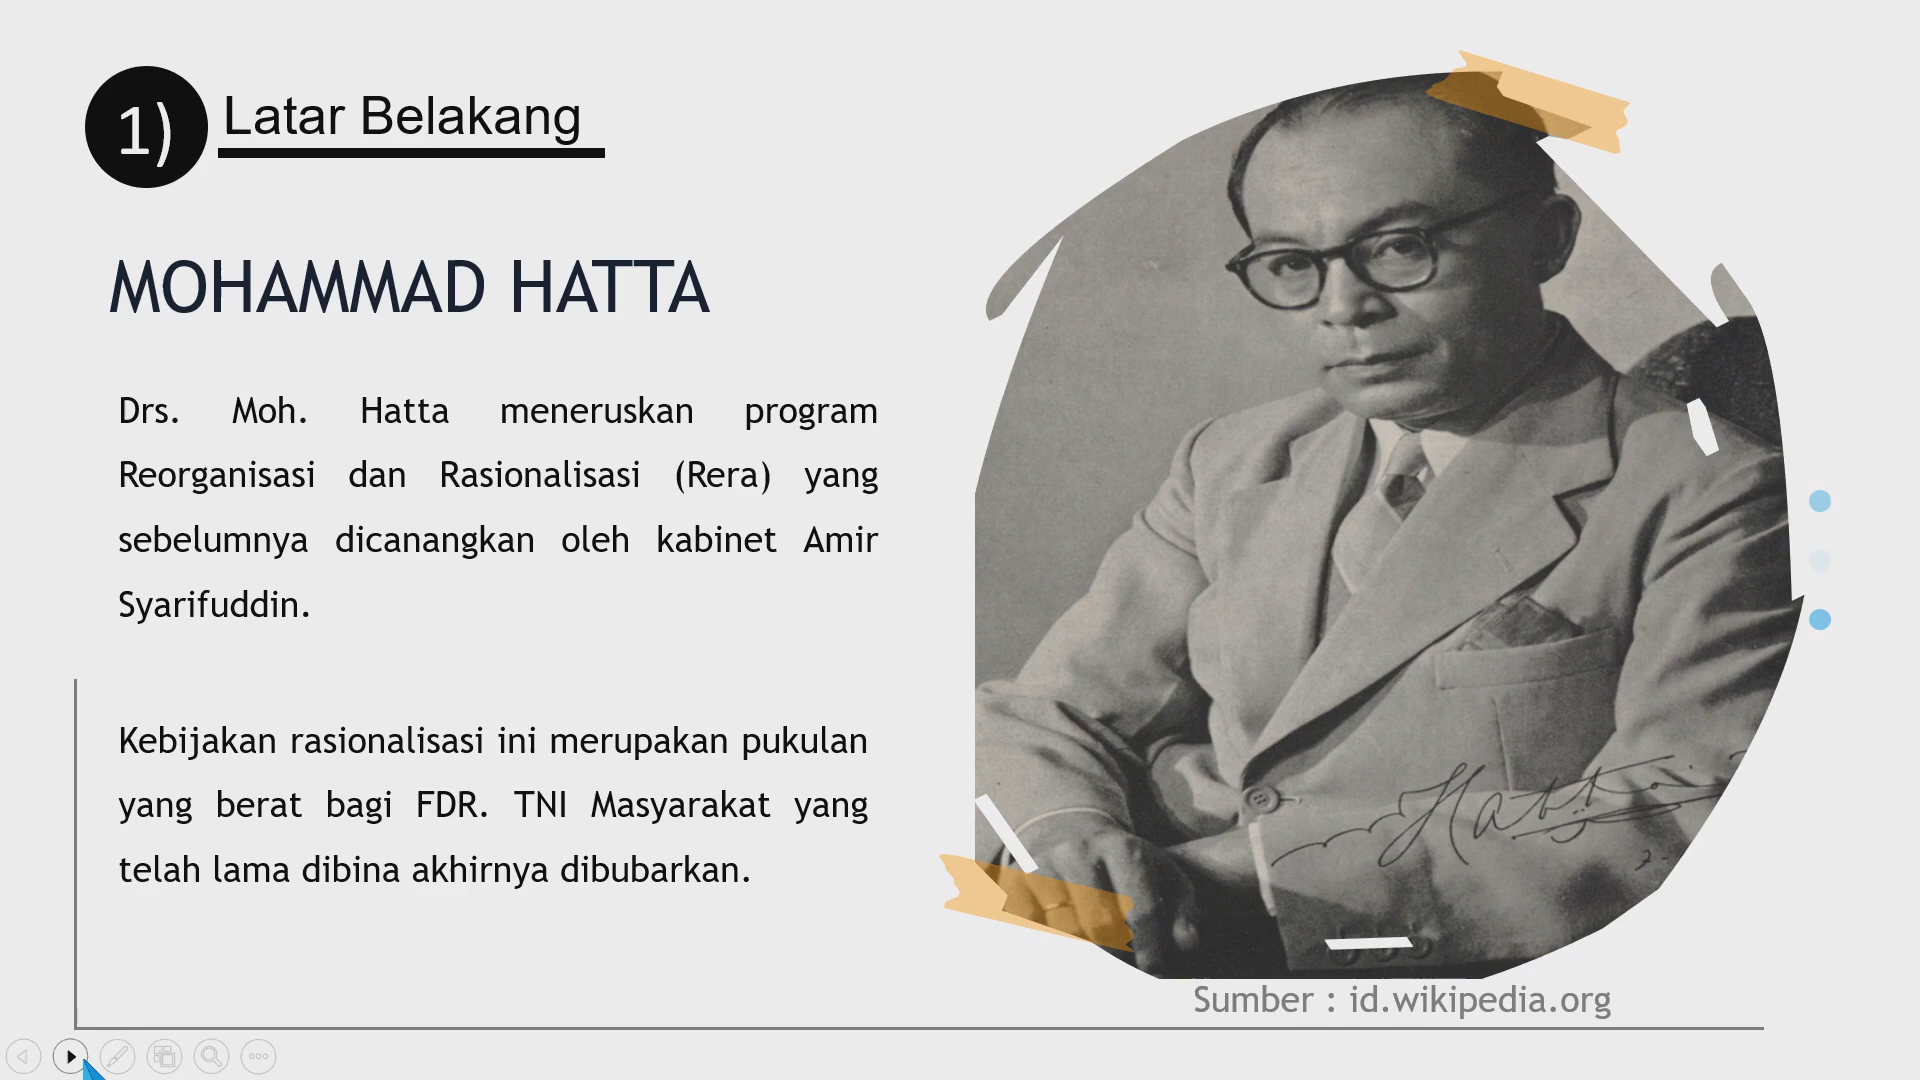 1)
Latar Belakang
MOHAMMAD HATTA
Drs. Moh. Hatta meneruskan program
Reorganisasi dan Rasionalisasi (Rera) yang
sebelumnya dicanangkan oleh kabinet Amir
Syarifuddin.
Kebijakan rasionalisasi ini merupakan pukulan
yang berat bagi FDR. TNI Masyarakat yang
telah lama dibina akhirnya dibubarkan.
Hatta
Sumber : id.wikipedia.org